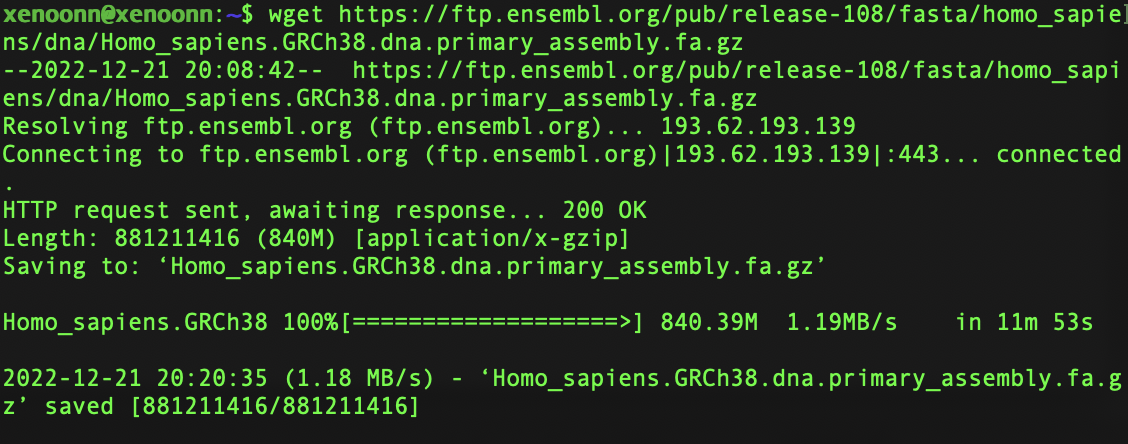 xenoonn@xenoonn:~$ wget https://ftp.ensembl.org/pub/release-108/fasta/homo_sapie
ns/dna/Homo_sapiens.GRCh38.dna.primary_assembly.fa.gz
--2022-12-21 20:08:42--  https://ftp.ensembl.org/pub/release-108/fasta/homo_sapi
ens/dna/Homo_sapiens.GRCh38.dna.primary_assembly.fa.gz
Resolving ftp.ensembl.org (ftp.ensembl.org)... 193.62.193.139
Connecting to ftp.ensembl.org (ftp.ensembl.org)|193.62.193.139|:443... connected
.
HTTP request sent, awaiting response... 200 OK
Length: 881211416 (840M) [application/x-gzip]
Saving to: ‘Homo_sapiens.GRCh38.dna.primary_assembly.fa.gz’
Homo_sapiens.GRCh38 100%[===================>] 840.39M  1.19MB/s    in 11m 53s
2022-12-21 20:20:35 (1.18 MB/s) - ‘Homo_sapiens.GRCh38.dna.primary_assembly.fa.g
z’ saved [881211416/881211416]